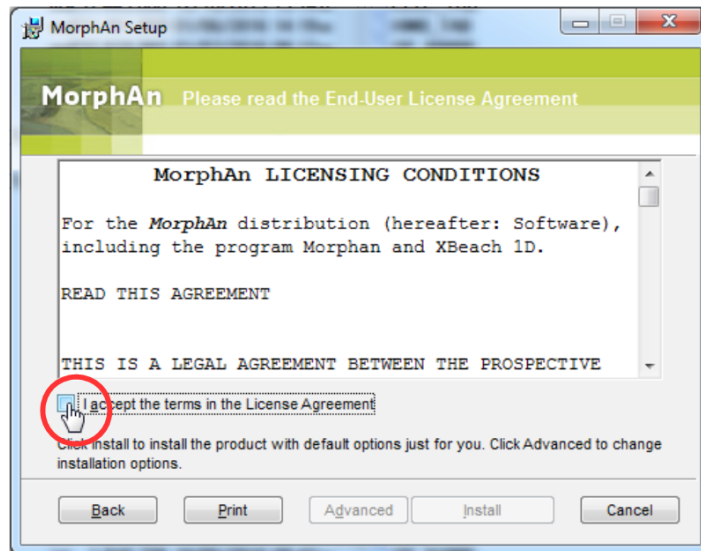 MorphAn Setup
MorphAn Please read the End-User License Agreement
MorphAn LICENSING CONDITIONS
For the MorphAn distribution (hereafter: Software),
including the program Morphan and XBeach 1D.
READ THIS AGREEMENT
THIS IS A LEGAL AGREEMENT BETWEEN THE PROSPECTIVE
I accept the terms in the License Agreement
Click Install to install the product with default options just for you. Click Advanced to change
installation options.
Back Print Advanced Install Cancel